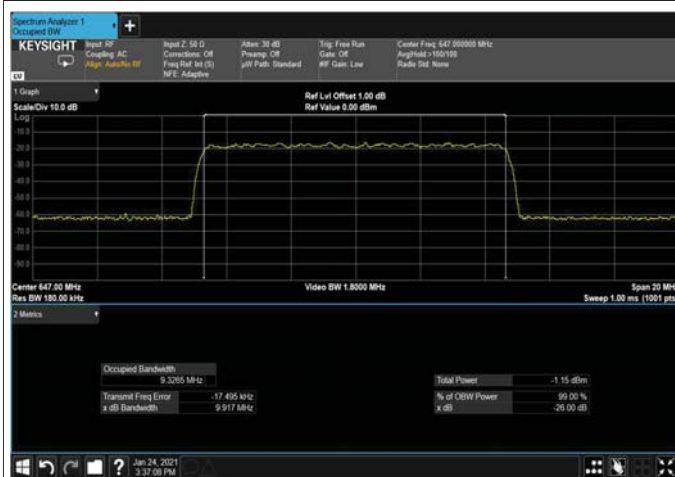 Spectrum Analyzer 1
Occupied BW
+
KEYSIGHT
Input: RF
Coupling: AC
Align: Auto/No RF
Input Z: 50 Ω
Corrections: Off
Freq Ref: Int (S)
NFE: Adaptive
Atten: 30 dB
Preamp: Off
µW Path: Standard
Trig: Free Run
Gate: Off
#IF Gain: Low
Center Freq: 647.000000 MHz
Avg|Hold:>100/100
Radio Std: None
1 Graph
Scale/Div 10.0 dB
Ref Lvl Offset 1.00 dB
Ref Value 0.00 dBm
Log
-10.0
-20.0
-30.0
-40.0
-50.0
-60.0
-70.0
-80.0
-90.0
Center 647.00 MHz
Res BW 180.00 kHz
Video BW 1.8000 MHz
Span 20 MH
Sweep 1.00 ms (1001 pts
2 Metrics
Occupied Bandwidth
9.3265 MHz
Transmit Freq Error -17.495 kHz
x dB Bandwidth 9.917 MHz
Total Power -1.15 dBm
% of OBW Power 99.00 %
x dB -26.00 dB
?
Jan 24, 2021
3:37:08 PM